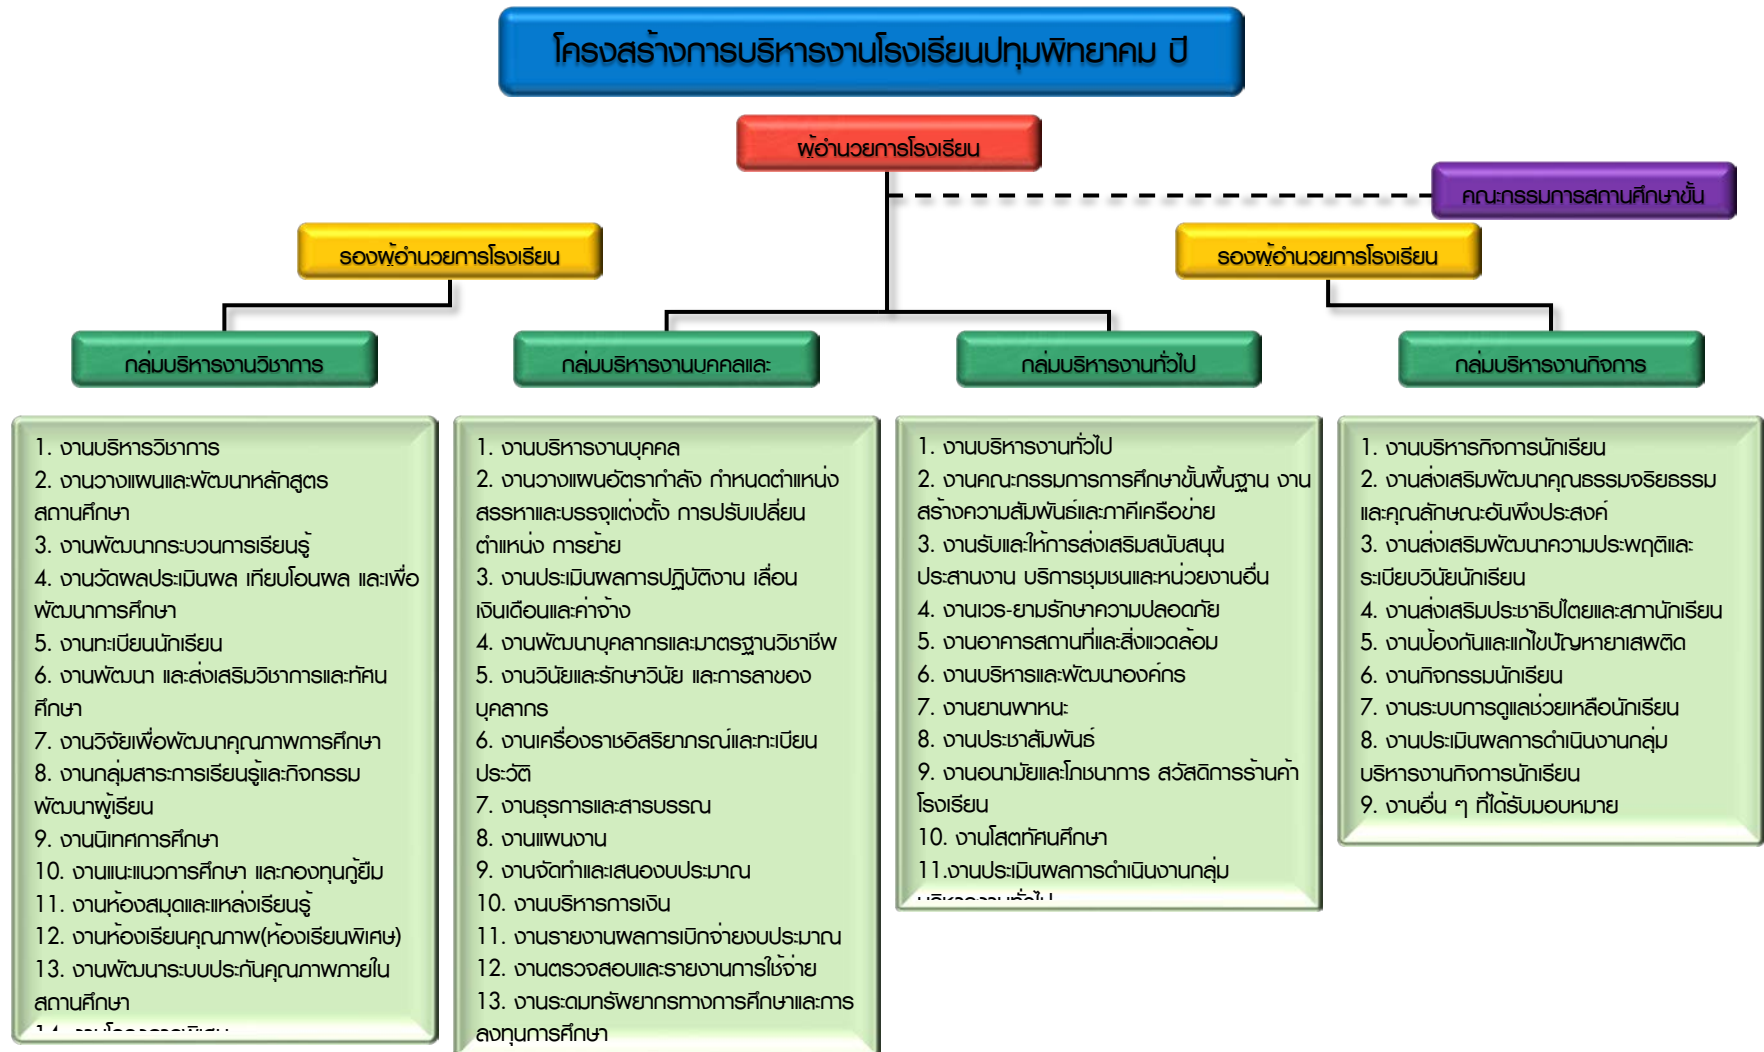 โครงสร้างการบริหารงานโรงเรียนปทุมพิทยาคม ปี
ผู้อำนวยการโรงเรียน
คณะกรรมการสถานศึกษาขั้น
รองผู้อำนวยการโรงเรียน
รองผู้อำนวยการโรงเรียน
กลุ่มบริหารงานวิชาการ
กลุ่มบริหารงานบุคคลและ
กลุ่มบริหารงานทั่วไป
กลุ่มบริหารงานกิจการ
1. งานบริหารวิชาการ
2. งานวางแผนและพัฒนาหลักสูตร
สถานศึกษา
3. งานพัฒนากระบวนการเรียนรู้
4. งานวัดผลประเมินผล เทียบโอนผล และเพื่อ
พัฒนาการศึกษา
5. งานทะเบียนนักเรียน
6. งานพัฒนา และส่งเสริมวิชาการและทัศน
ศึกษา
7. งานวิจัยเพื่อพัฒนาคุณภาพการศึกษา
8. งานกลุ่มสาระการเรียนรู้และกิจกรรม
พัฒนาผู้เรียน
9. งานนิเทศการศึกษา
10. งานแนะแนวการศึกษา และกองทุนกู้ยืม
11. งานห้องสมุดและแหล่งเรียนรู้
12. งานห้องเรียนคุณภาพ(ห้องเรียนพิเศษ)
13. งานพัฒนาระบบประกันคุณภาพภายใน
สถานศึกษา
1. งานบริหารงานบุคคล
2. งานวางแผนอัตรากำลัง กำหนดตำแหน่ง
สรรหาและบรรจุแต่งตั้ง การปรับเปลี่ยน
ตำแหน่ง การย้าย
3. งานประเมินผลการปฏิบัติงาน เลื่อน
เงินเดือนและค่าจ้าง
4. งานพัฒนาบุคลากรและมาตรฐานวิชาชีพ
5. งานวินัยและรักษาวินัย และการลาของ
บุคลากร
6. งานเครื่องราชอิสริยาภรณ์และทะเบียน
ประวัติ
7. งานธุรการและสารบรรณ
8. งานแผนงาน
9. งานจัดทำและเสนองบประมาณ
10. งานบริหารการเงิน
11. งานรายงานผลการเบิกจ่ายงบประมาณ
12. งานตรวจสอบและรายงานการใช้จ่าย
13. งานระดมทรัพยากรทางการศึกษาและการ
ลงทุนการศึกษา
1. งานบริหารงานทั่วไป
2. งานคณะกรรมการการศึกษาขั้นพื้นฐาน งาน
สร้างความสัมพันธ์และภาคีเครือข่าย
3. งานรับและให้การส่งเสริมสนับสนุน
ประสานงาน บริการชุมชนและหน่วยงานอื่น
4. งานเวร-ยามรักษาความปลอดภัย
5. งานอาคารสถานที่และสิ่งแวดล้อม
6. งานบริหารและพัฒนาองค์กร
7. งานยานพาหนะ
8. งานประชาสัมพันธ์
9. งานอนามัยและโภชนาการ สวัสดิการร้านค้า
โรงเรียน
10. งานโสตทัศนศึกษา
11.งานประเมินผลการดำเนินงานกลุ่ม
1. งานบริหารกิจการนักเรียน
2. งานส่งเสริมพัฒนาคุณธรรมจริยธรรม
และคุณลักษณะอันพึงประสงค์
3. งานส่งเสริมพัฒนาความประพฤติและ
ระเบียบวินัยนักเรียน
4. งานส่งเสริมประชาธิปไตยและสภานักเรียน
5. งานป้องกันและแก้ไขปัญหายาเสพติด
6. งานกิจกรรมนักเรียน
7. งานระบบการดูแลช่วยเหลือนักเรียน
8. งานประเมินผลการดำเนินงานกลุ่ม
บริหารงานกิจการนักเรียน
9. งานอื่น ๆ ที่ได้รับมอบหมาย